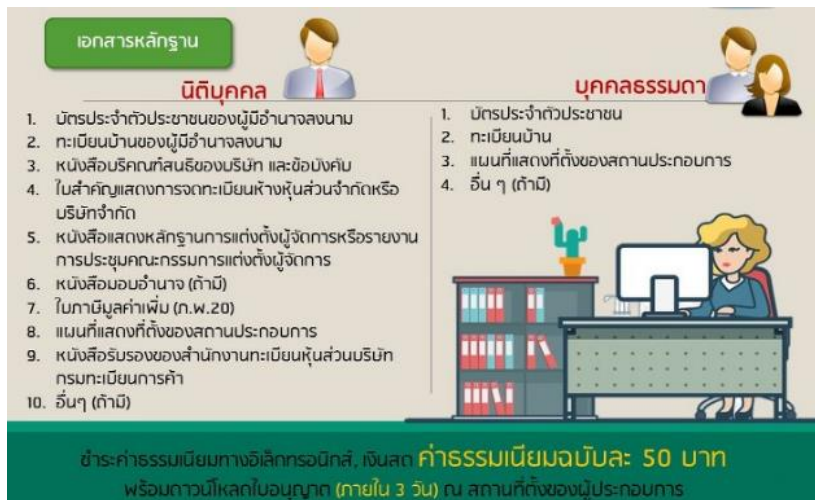 เอกสารหลักฐาน
นิติบุคคล
1. บัตรประจำตัวประชาชนของผู้มีอำนาจลงนาม
2. ทะเบียนบ้านของผู้มีอำนาจลงนาม
3. หนังสือบริคณห์สนธิของบริษัท และข้อบังคับ
4. ใบสำคัญแสดงการจดทะเบียนห้างหุ้นส่วนจำกัดหรือ
บริษัทจำกัด
5. หนังสือแสดงหลักฐานการแต่งตั้งผู้จัดการหรือรายงาน
การประชุมคณะกรรมการแต่งตั้งผู้จัดการ
6. หนังสือมอบอำนาจ (ถ้ามี)
7. ใบภาษีมูลค่าเพิ่ม (ภ.พ.20)
8. แผนที่แสดงที่ตั้งของสถานประกอบการ
9. หนังสือรับรองของสำนักงานทะเบียนหุ้นส่วนบริษัท
กรมทะเบียนการค้า
10. อื่นๆ (ถ้ามี)
บุคคลธรรมดา
1. บัตรประจำตัวประชาชน
2. ทะเบียนบ้าน
3. แผนที่แสดงที่ตั้งของสถานประกอบการ
4. อื่น ๆ (ถ้ามี)
ชำระค่าธรรมเนียมทางอิเล็กทรอนิกส์, เงินสด ค่าธรรมเนียมฉบับละ 50 บาท
พร้อมดาวน์โหลดใบอนุญาต (ภายใน 3 วัน) ณ สถานที่ตั้งของผู้ประกอบการ